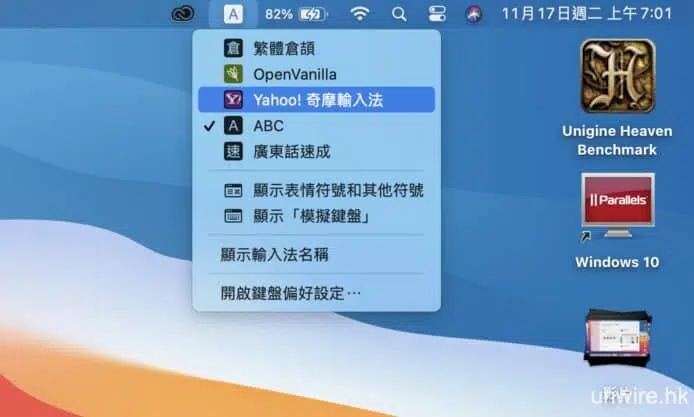 A 82% 11月17日週二 上午7:01
倉 繁體倉頡
OpenVanilla
Y! Yahoo! 奇摩輸入法
✓ A ABC
速 廣東話速成
顯示表情符號和其他符號
顯示「模擬鍵盤」
顯示輸入法名稱
開啟鍵盤偏好設定⋯
H
Unigine Heaven
Benchmark
|| Parallels
Windows 10
unwire.hk